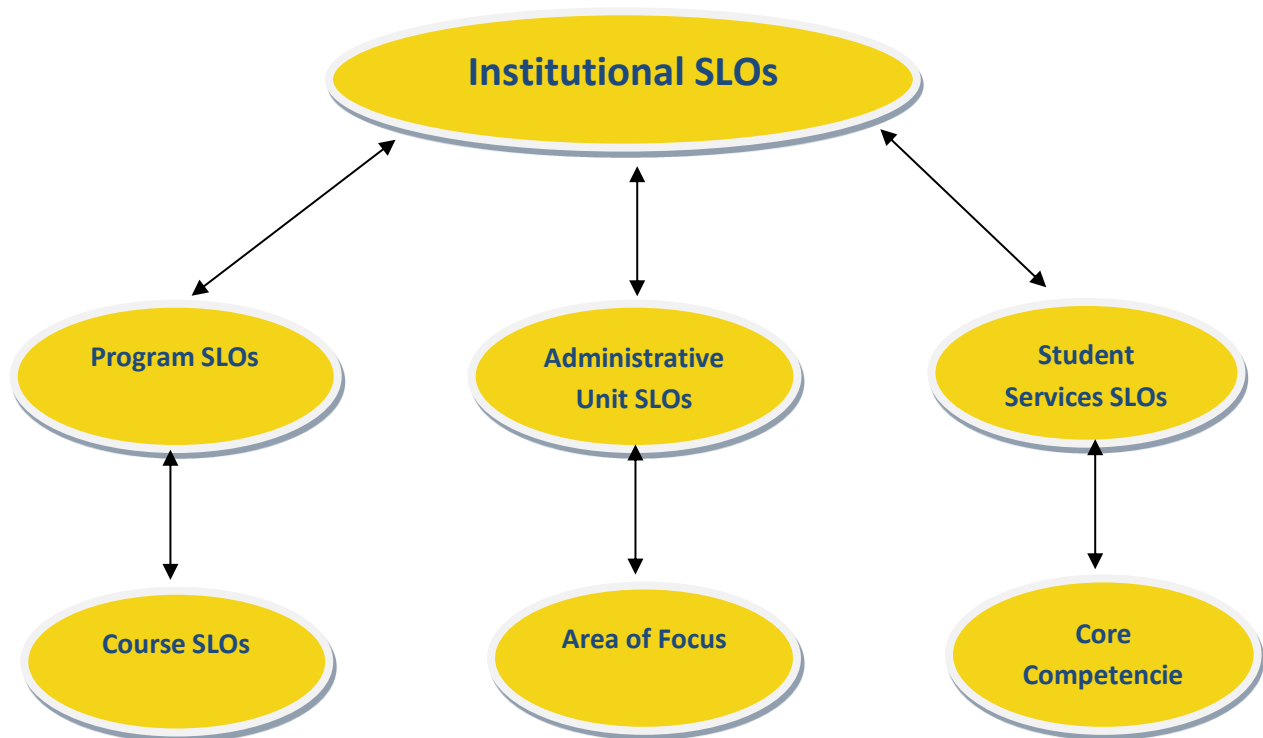 Institutional SLOs
Program SLOs
Administrative
Unit SLOs
Student
Services SLOs
Course SLOs
Area of Focus
Core
Competencie